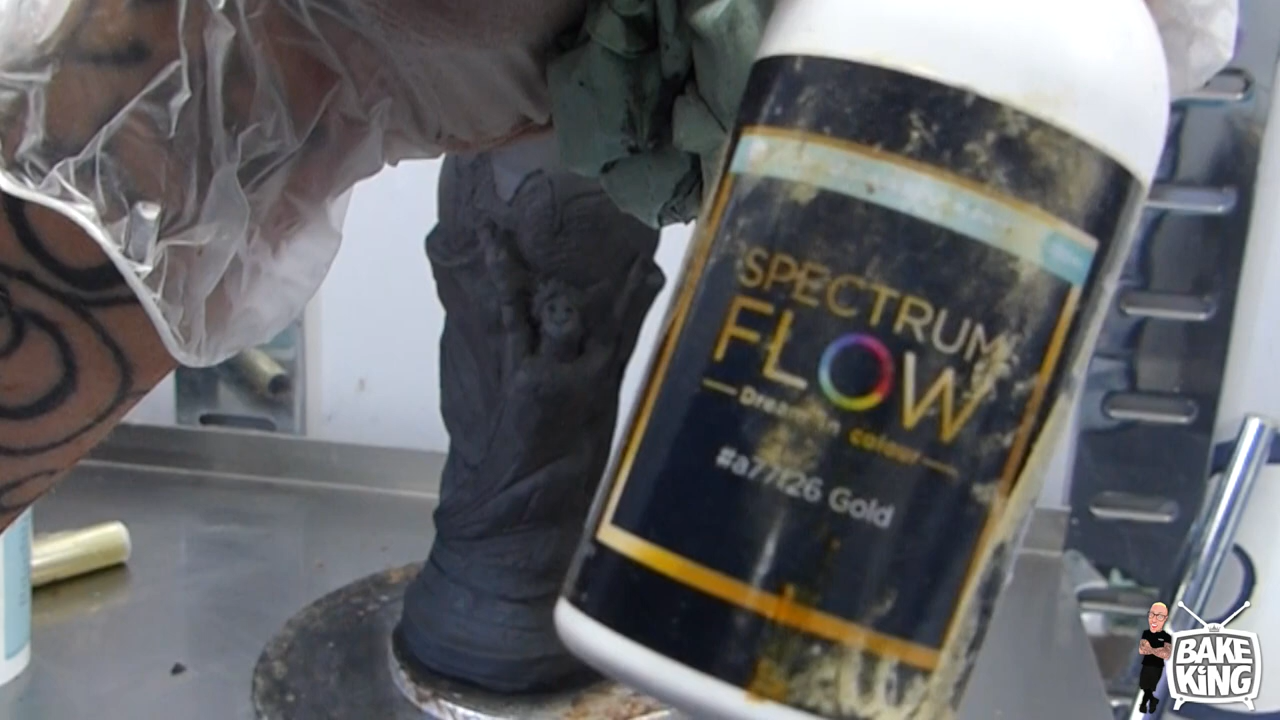 SPECTRUM
FLOW
Dream in colour
#a77f26 Gold
BAKE
KING